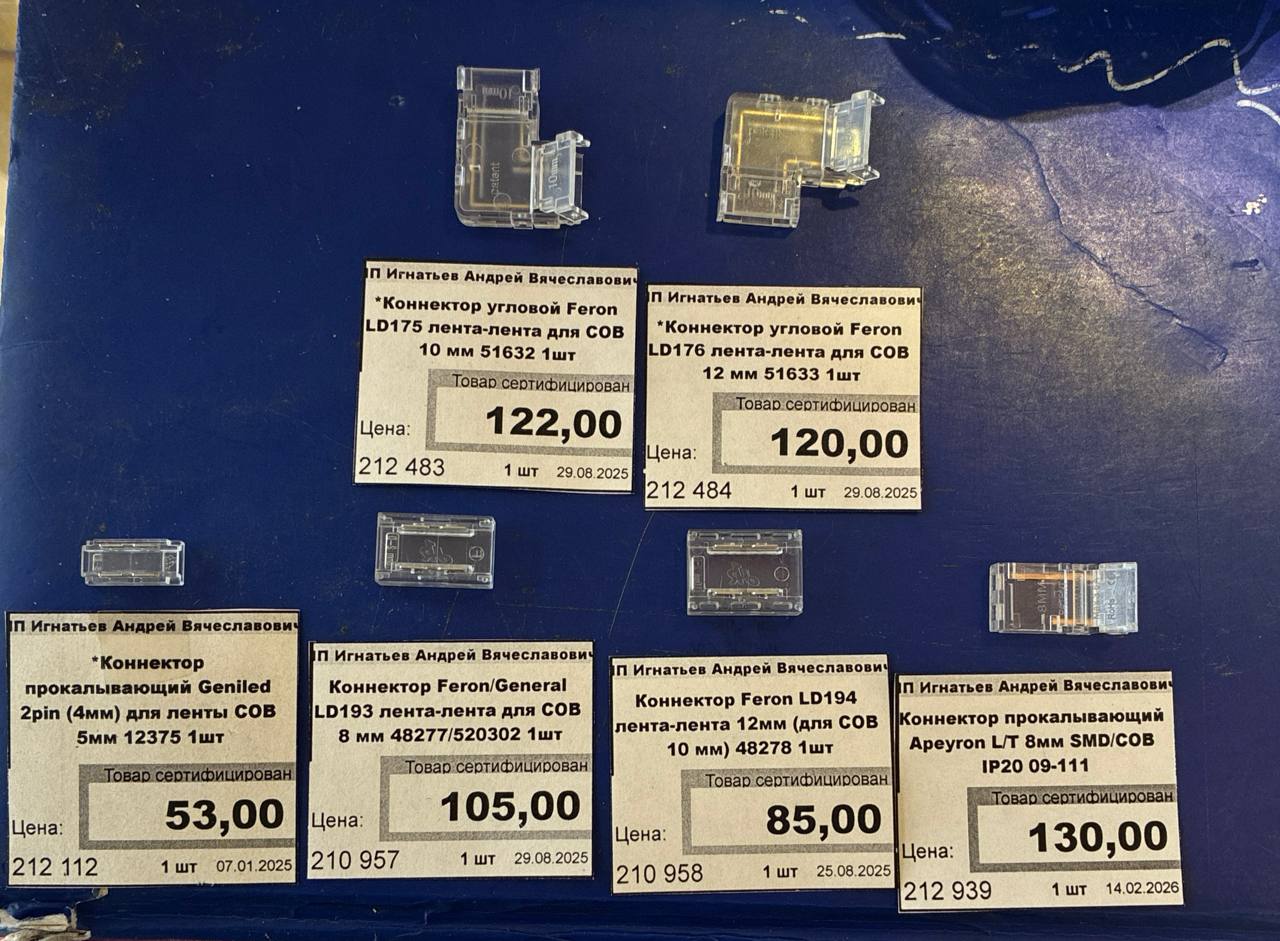 10mm
patent
10mm
П Игнатьев Андрей Вячеславович
*Коннектор угловой Feron
LD175 лента-лента для COB
10 мм 51632 1шт
Товар сертифицирован
Цена:
122,00
212 483
1 шт
29.08.2025
П Игнатьев Андрей Вячеславович
*Коннектор угловой Feron
LD176 лента-лента для COB
12 мм 51633 1шт
Товар сертифицирован
Цена:
120,00
212 484
1 шт
29.08.2025
8MM
П Игнатьев Андрей Вячеславович
*Коннектор
прокалывающий Geniled
2pin (4мм) для ленты COB
5мм 12375 1шт
Товар сертифицирован
Цена:
53,00
212 112
1 шт
07.01.2025
П Игнатьев Андрей Вячеславович
Коннектор Feron/General
LD193 лента-лента для COB
8 мм 48277/520302 1шт
Товар сертифицирован
Цена:
105,00
210 957
1 шт
29.08.2025
П Игнатьев Андрей Вячеславович
Коннектор Feron LD194
лента-лента 12мм (для COB
10 мм) 48278 1шт
Товар сертифицирован
Цена:
85,00
210 958
1 шт
25.08.2025
П Игнатьев Андрей Вячеславович
Коннектор прокалывающий
Apeyron L/T 8мм SMD/COB
IP20 09-111
Товар сертифицирован
Цена:
130,00
212 939
1 шт
14.02.2026